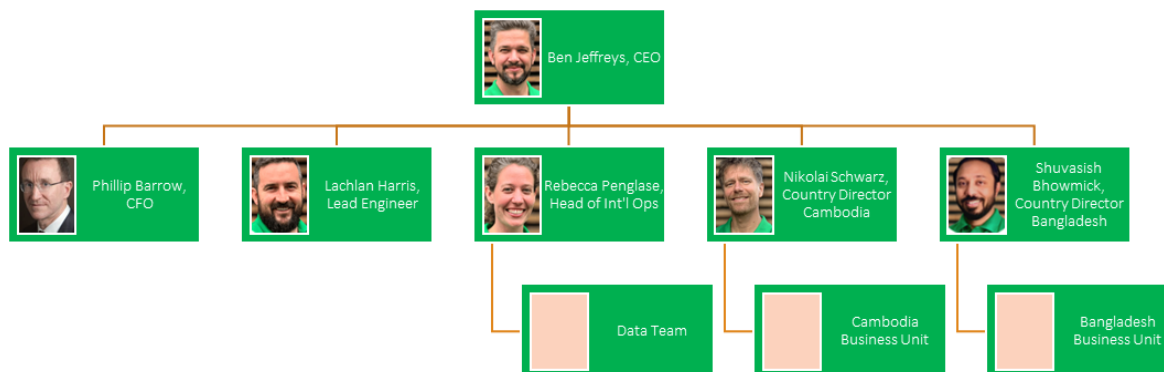 Ben Jeffreys, CEO
Phillip Barrow,
CFO
Lachlan Harris,
Lead Engineer
Rebecca Penglase,
Head of Int'l Ops
Nikolai Schwarz,
Country Director
Cambodia
Shuvasish
Bhowmick,
Country Director
Bangladesh
Data Team
Cambodia
Business Unit
Bangladesh
Business Unit